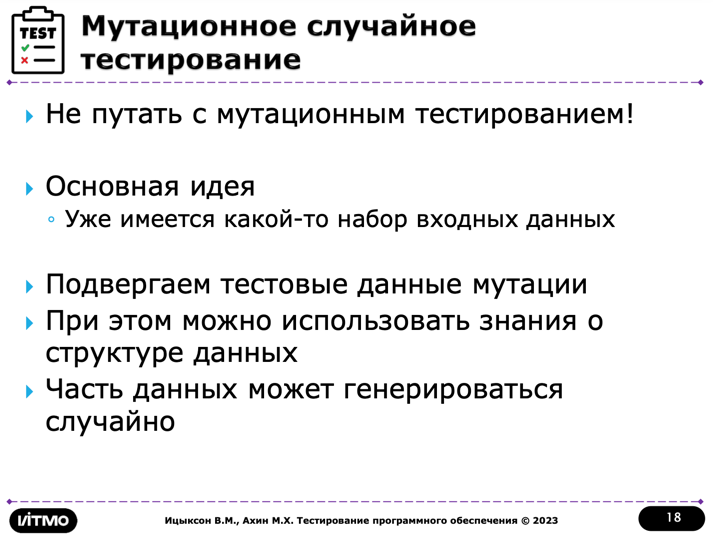 TEST
Мутационное случайное
тестирование
Не путать с мутационным тестированием!
Основная идея
Уже имеется какой-то набор входных данных
Подвергаем тестовые данные мутации
При этом можно использовать знания о
структуре данных
Часть данных может генерироваться
случайно
ИТМО
Ицыксон В.М., Ахин М.Х. Тестирование программного обеспечения © 2023
18